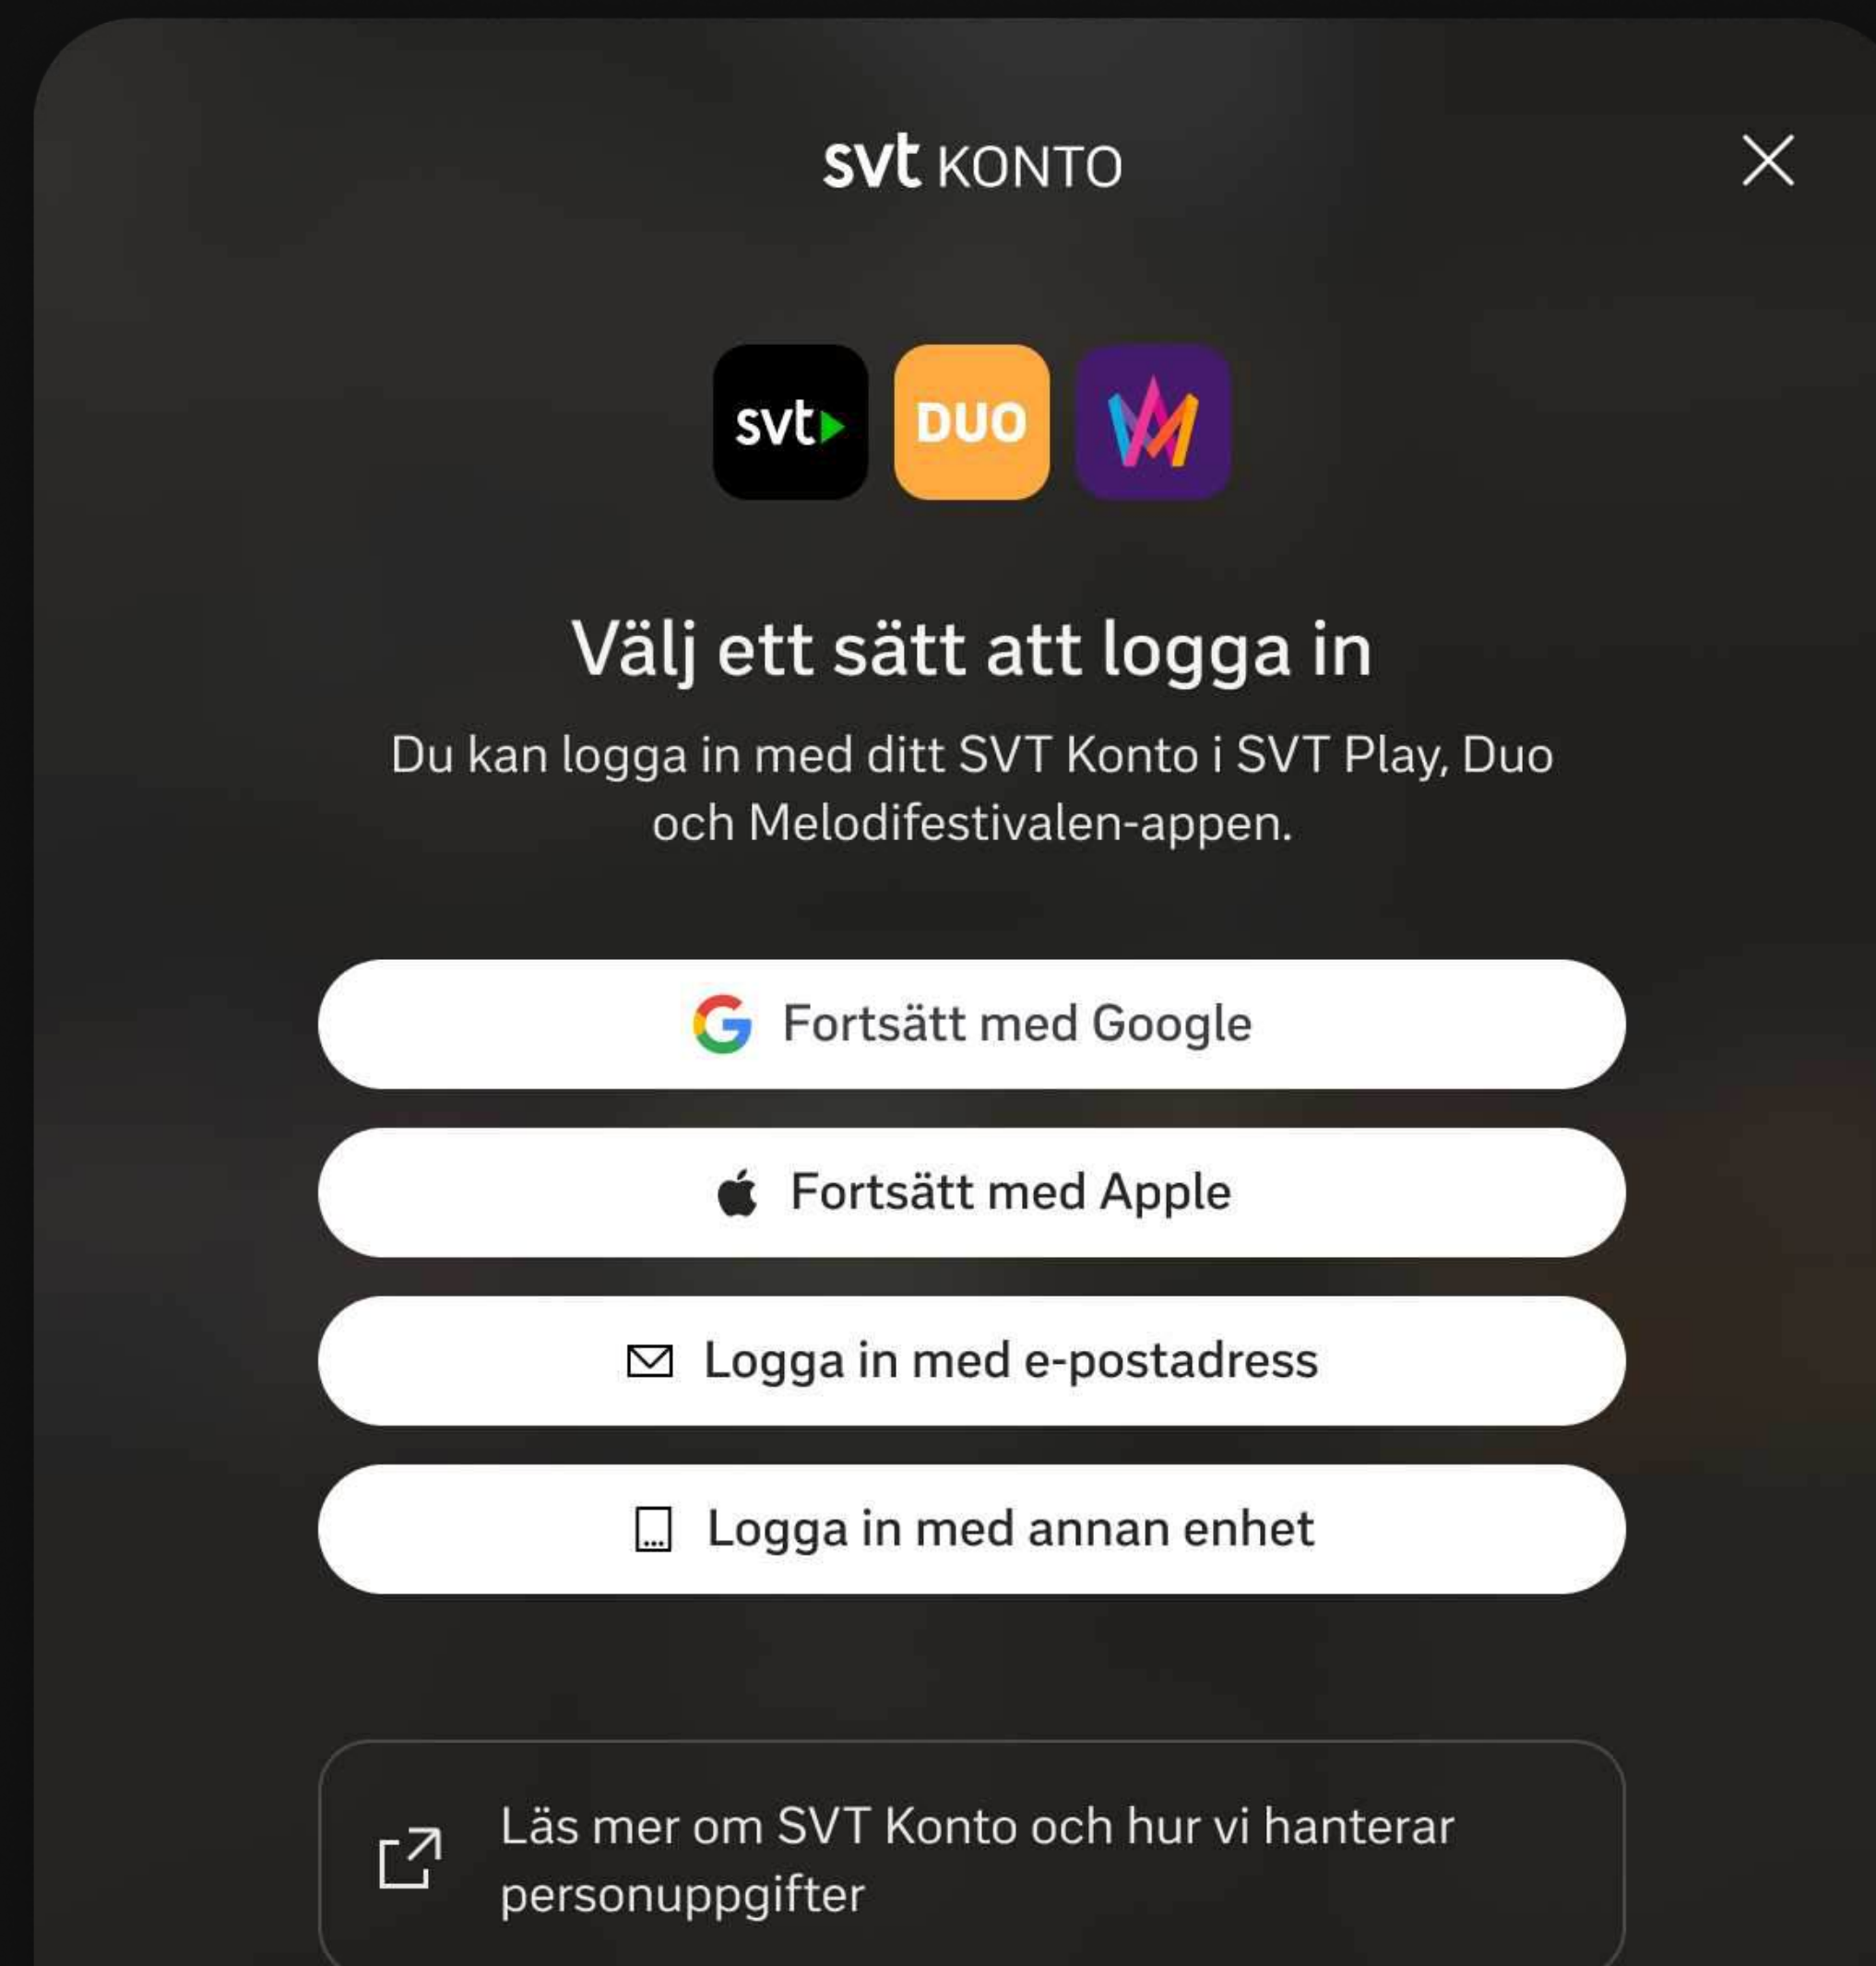 svt KONTO
svt DUO
Välj ett sätt att logga in
Du kan logga in med ditt SVT Konto i SVT Play, Duo
och Melodifestivalen-appen.
Fortsätt med Google
Fortsätt med Apple
Logga in med e-postadress
Logga in med annan enhet
Läs mer om SVT Konto och hur vi hanterar
personuppgifter